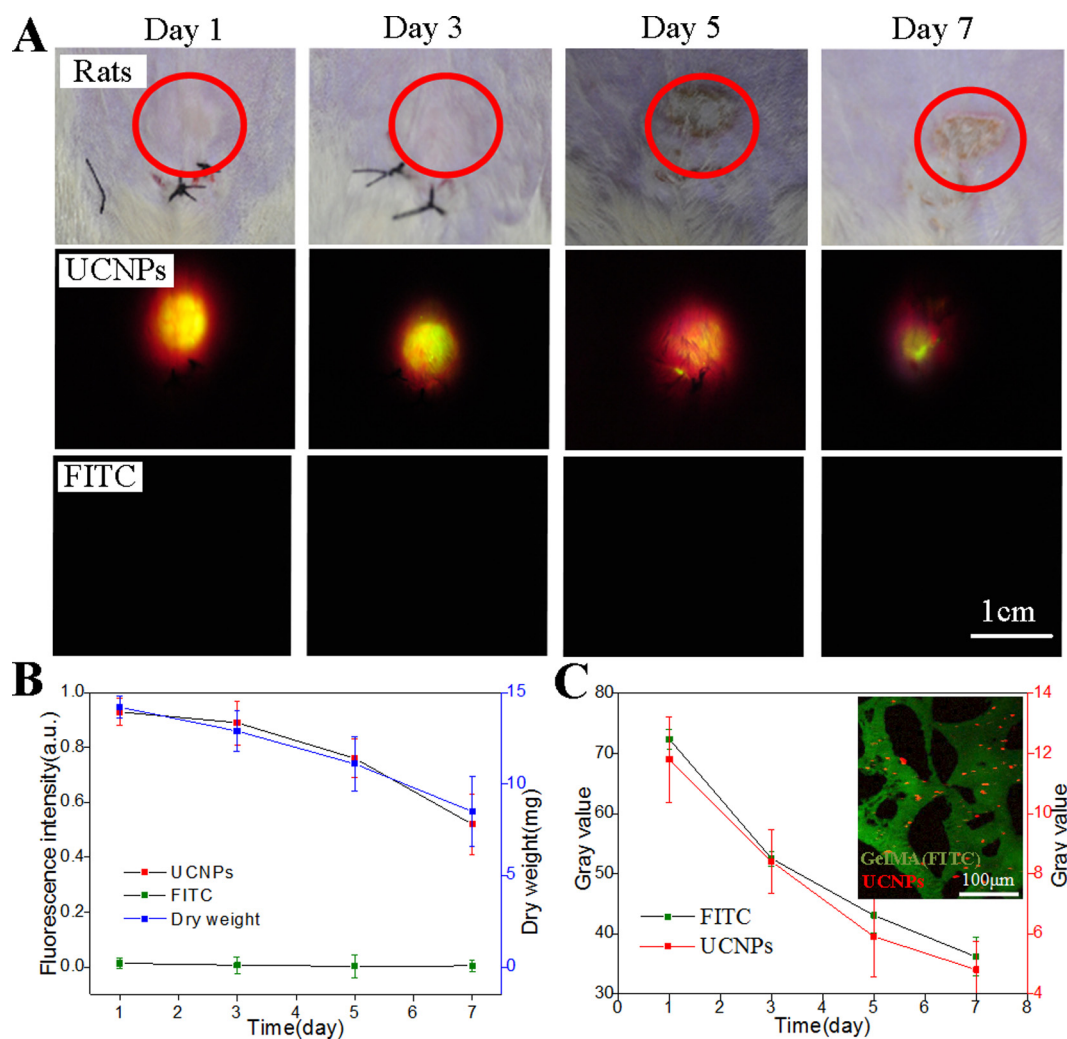 A
Day 1 Day 3 Day 5 Day 7
Rats
UCNPs
FITC
1cm
B
Fluorescence intensity(a.u.)
1.0
0.8
0.6
0.4
0.2
0.0
UCNPs
FITC
Dry weight
15
10
5
0
Dry weight(mg)
1 2 3 4 5 6 7
Time(day)
C
Gray value
80
70
60
50
40
30
GelMA(FITC)
UCNPs
100μm
FITC
UCNPs
14
12
10
8
6
4
Gray value
0 1 2 3 4 5 6 7 8
Time(day)